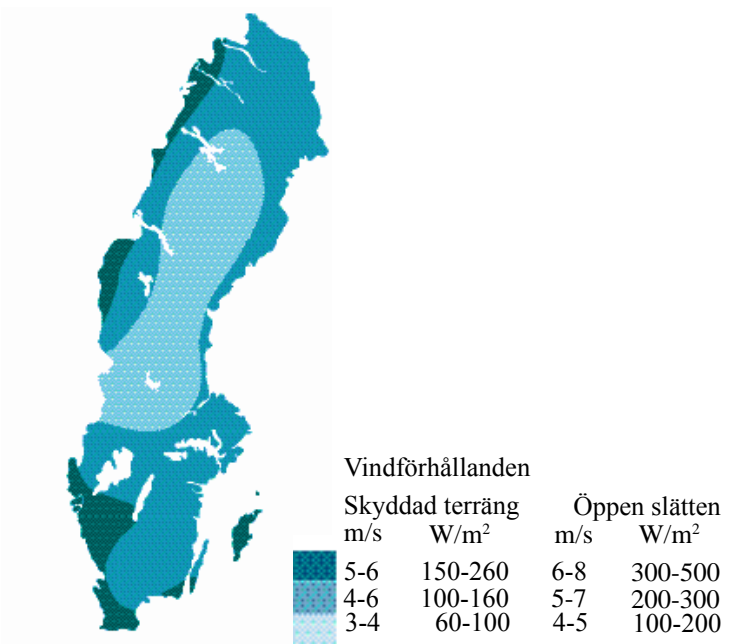 Vindförhållanden
Skyddad terräng Öppen slätten
m/s W/m² m/s W/m²
5-6 150-260 6-8 300-500
4-6 100-160 5-7 200-300
3-4 60-100 4-5 100-200